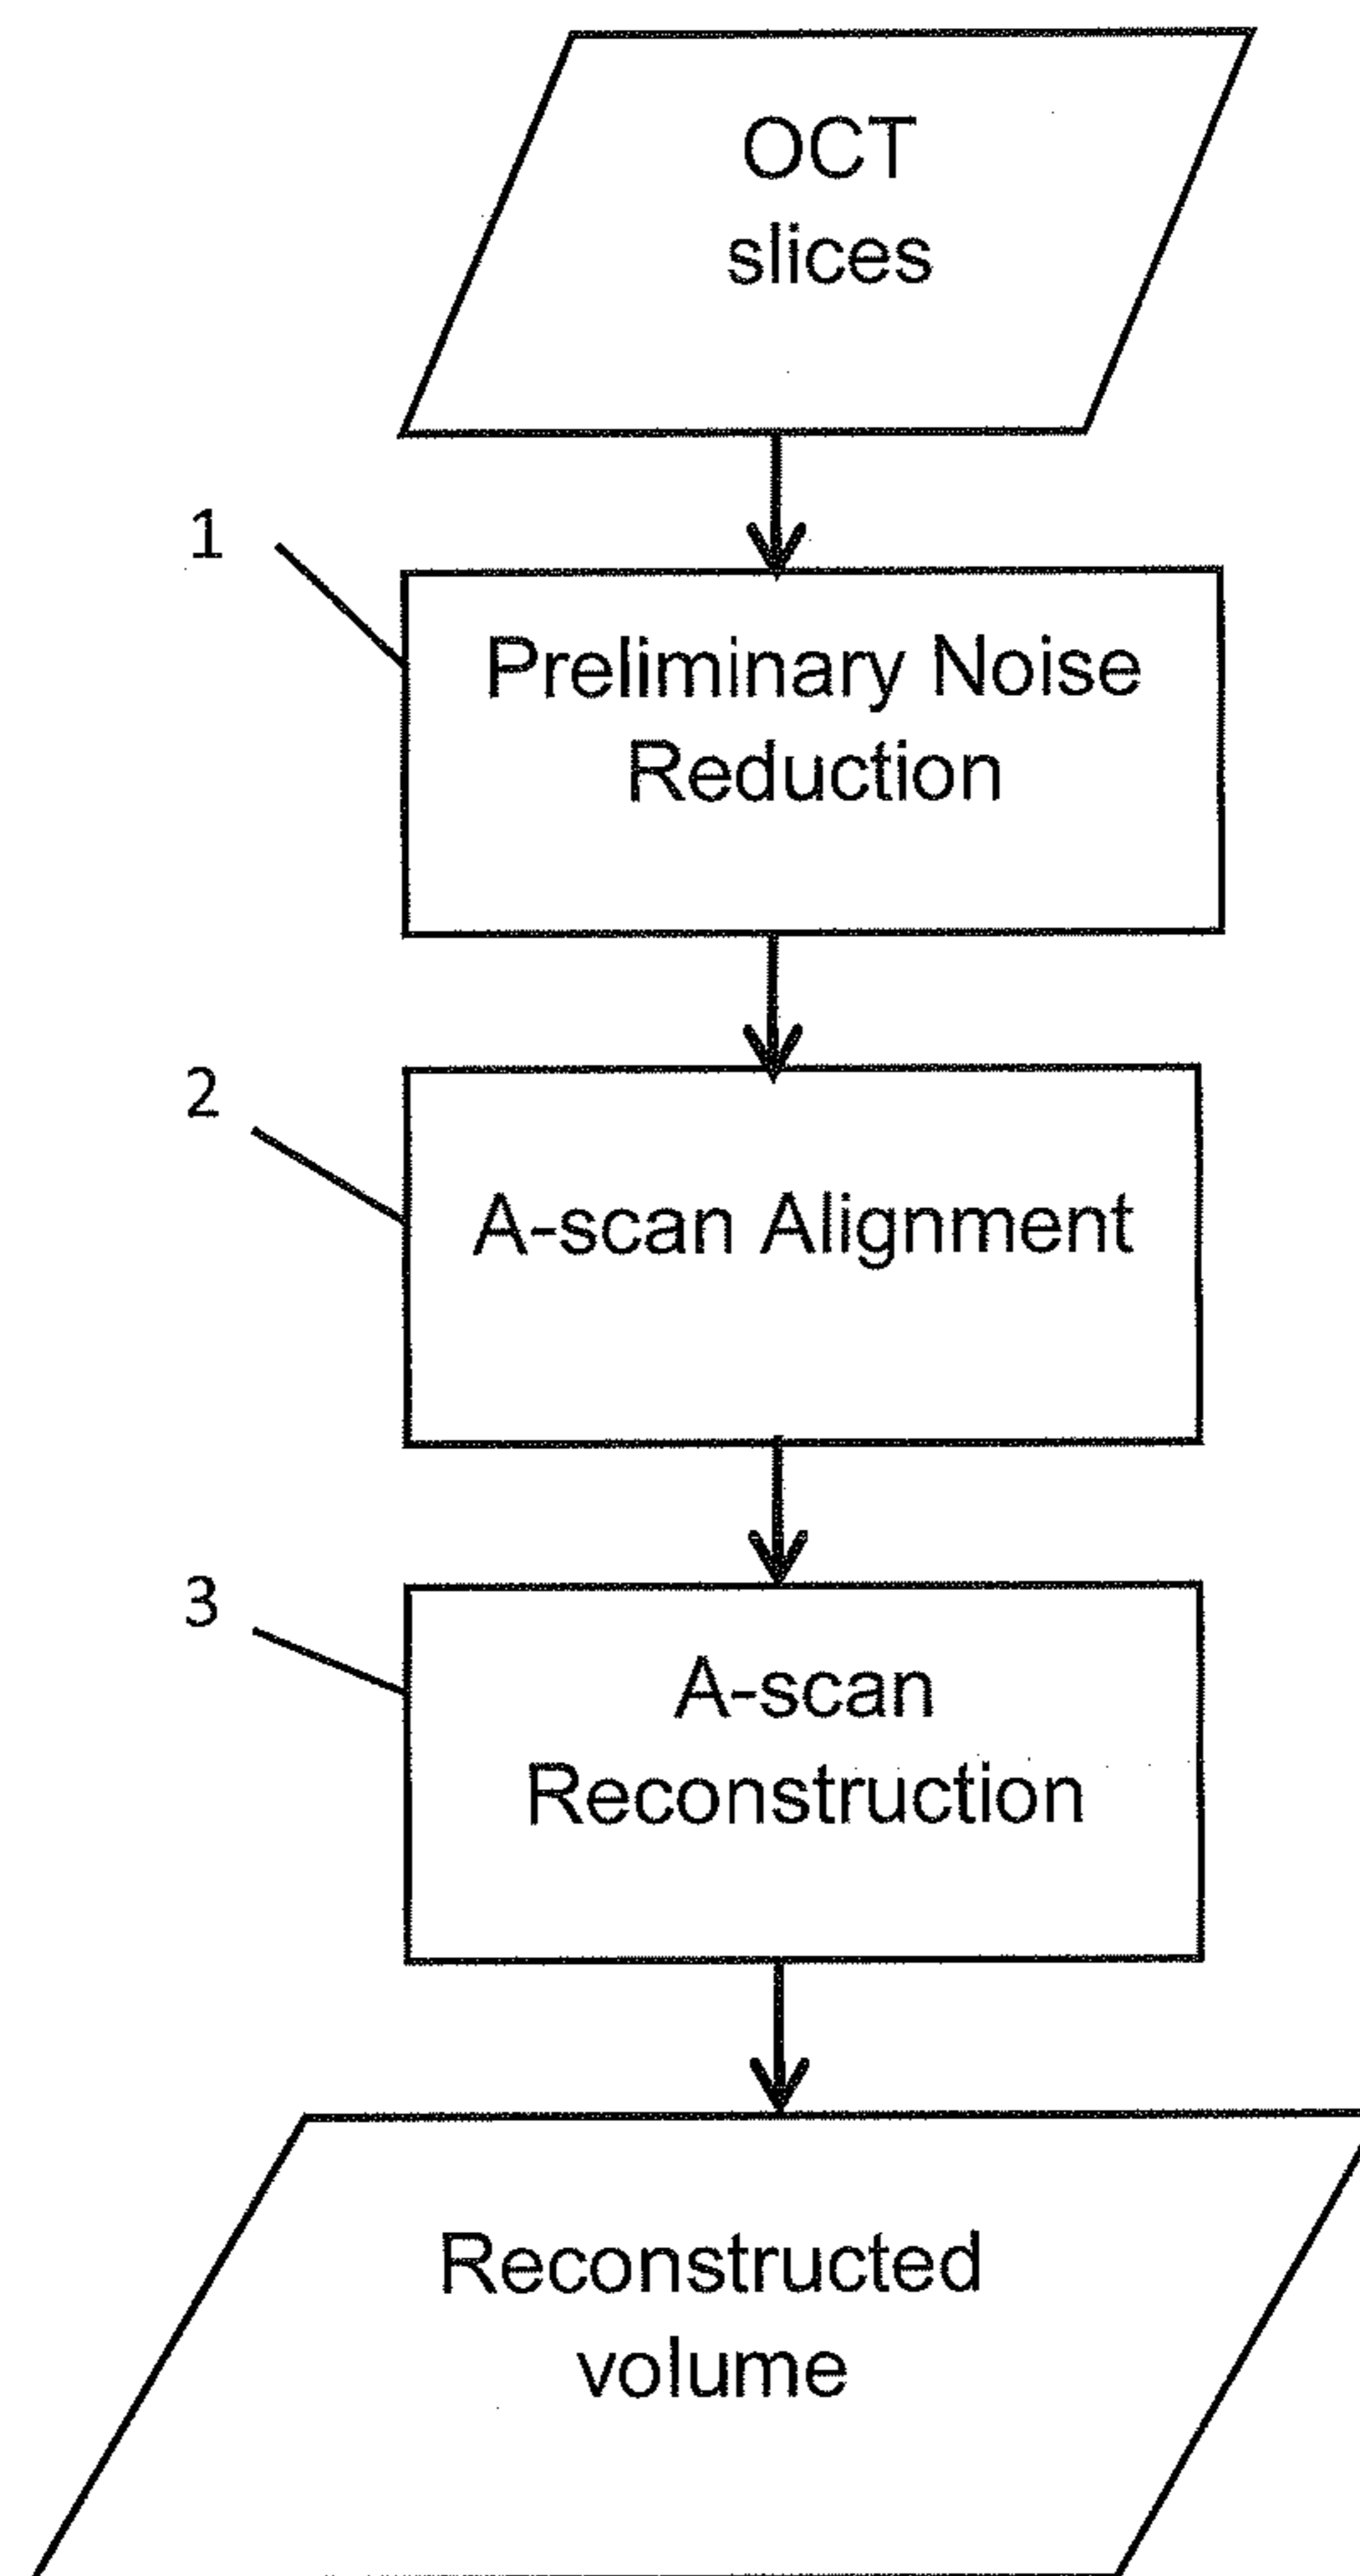 OCT
slices
1
Preliminary Noise
Reduction
2
A-scan Alignment
3
A-scan
Reconstruction
Reconstructed
volume